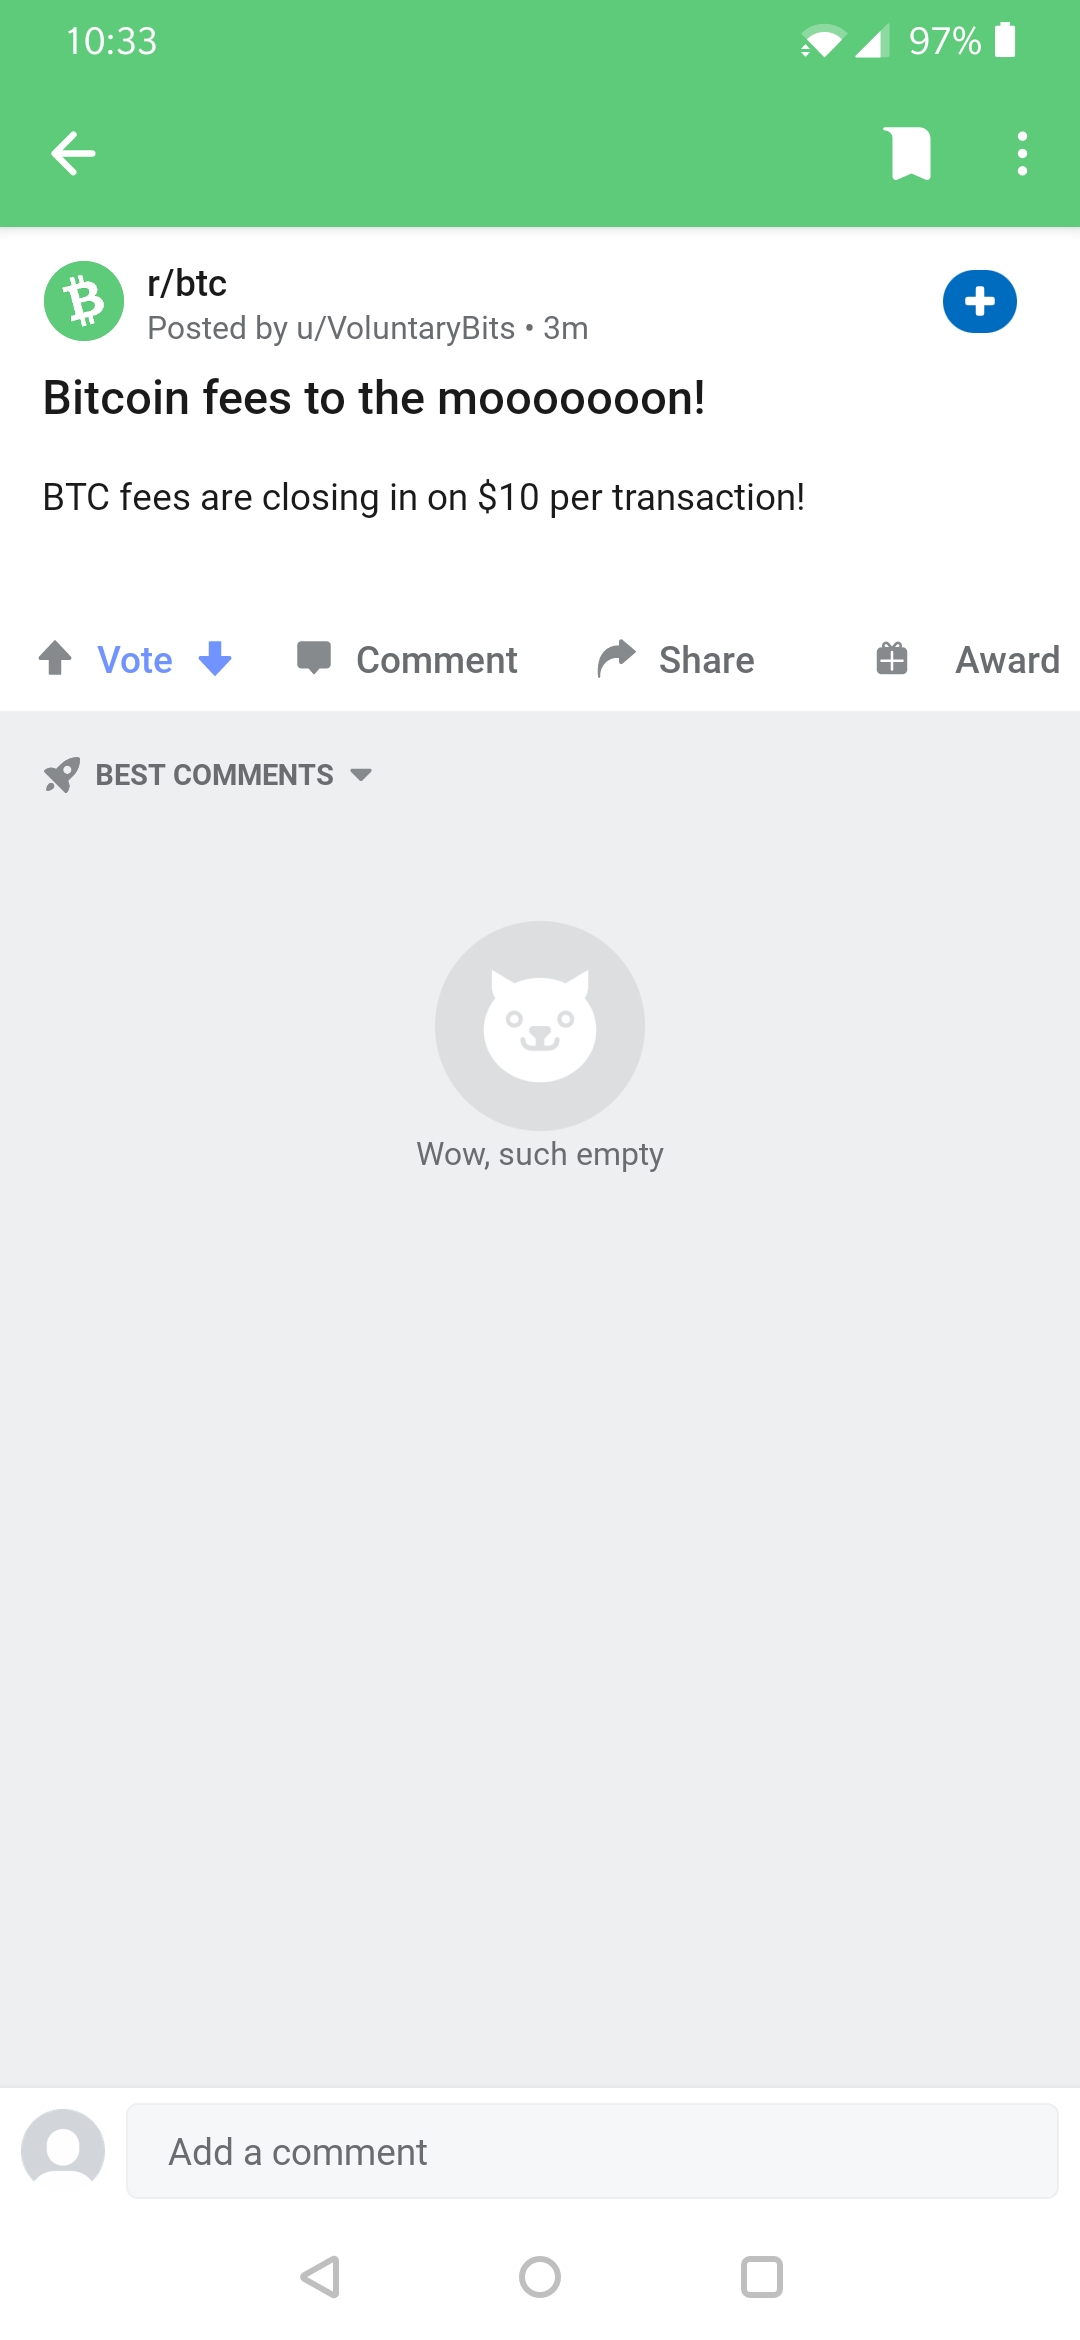 10:33
97%
r/btc
Posted by u/VoluntaryBits • 3m
Bitcoin fees to the moooooooon!
BTC fees are closing in on $10 per transaction!
Vote
Comment
Share
Award
BEST COMMENTS
Wow, such empty
Add a comment